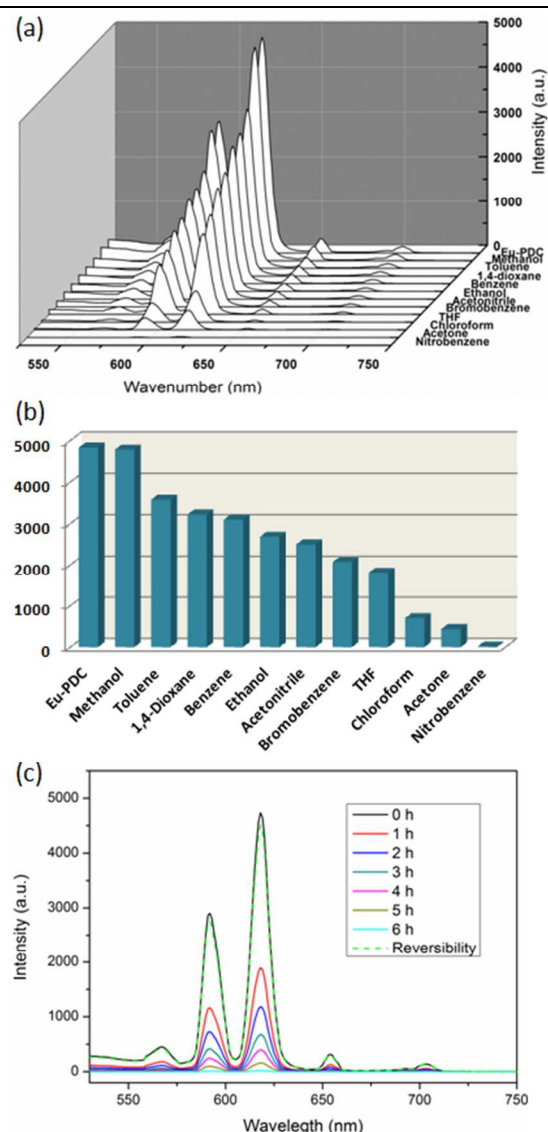 (a)
5000
4000
3000
2000
1000
0
Intensity (a.u.)
Eu-PDC
Methanol
Toluene
1,4-dioxane
Benzene
Ethanol
Acetonitrile
Bromobenzene
THF
Chloroform
Acetone
Nitrobenzene
550 600 650 700 750
Wavenumber (nm)
(b)
5000
4000
3000
2000
1000
0
Eu-PDC
Methanol
Toluene
1,4-Dioxane
Benzene
Ethanol
Acetonitrile
Bromobenzene
THF
Chloroform
Acetone
Nitrobenzene
(c)
5000
4000
3000
2000
1000
0
Intensity (a.u.)
0 h
1 h
2 h
3 h
4 h
5 h
6 h
Reversibility
550 600 650 700 750
Wavelegth (nm)